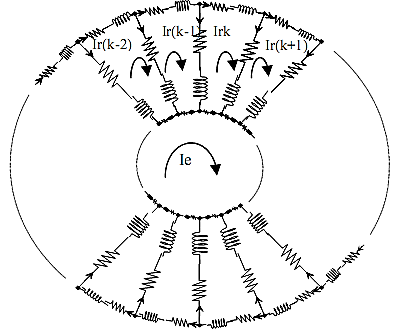 Ir(k-2) Ir(k-1) Irk Ir(k+1)
Ie